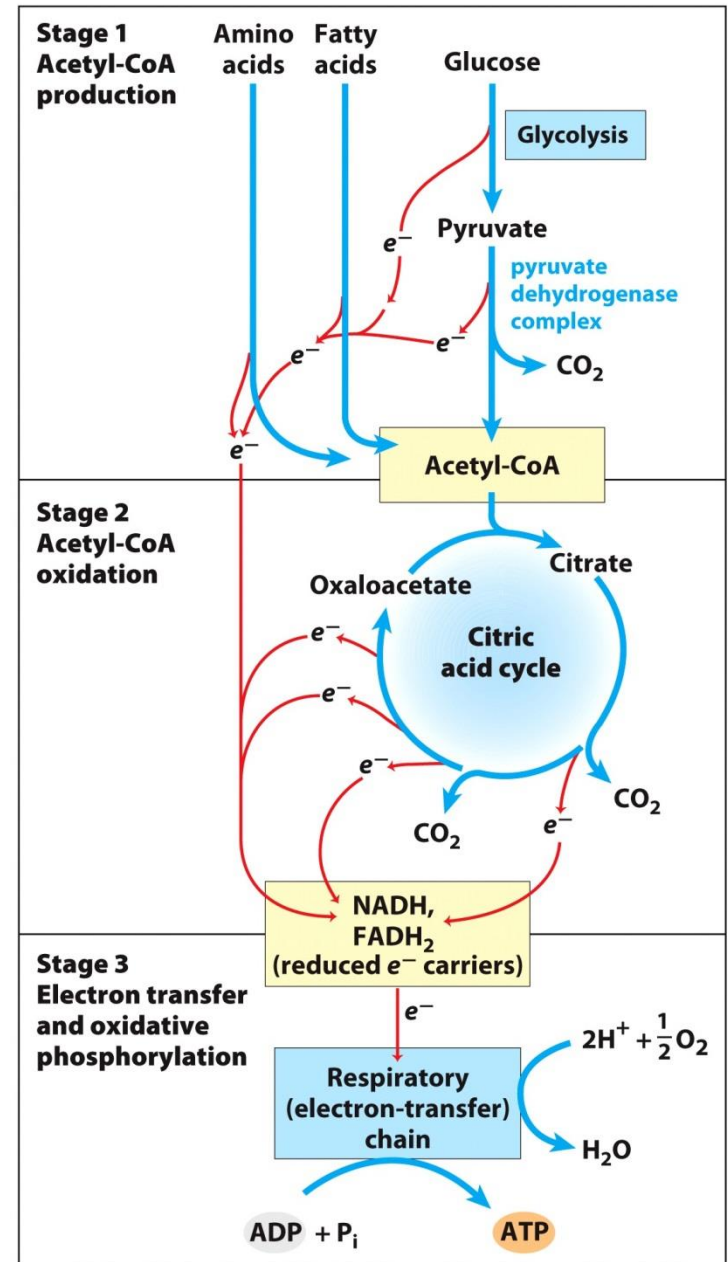 Stage 1
Acetyl-CoA
production
Amino
acids
Fatty
acids
Glucose
Glycolysis
Pyruvate
e⁻
pyruvate
dehydrogenase
complex
e⁻
e⁻
CO₂
e⁻
Acetyl-CoA
Stage 2
Acetyl-CoA
oxidation
Oxaloacetate
Citrate
Citric
acid cycle
e⁻
e⁻
e⁻
CO₂
e⁻
CO₂
NADH,
FADH₂
(reduced e⁻ carriers)
Stage 3
Electron transfer
and oxidative
phosphorylation
e⁻
2H⁺ + ½O₂
Respiratory
(electron-transfer)
chain
H₂O
ADP + Pᵢ
ATP